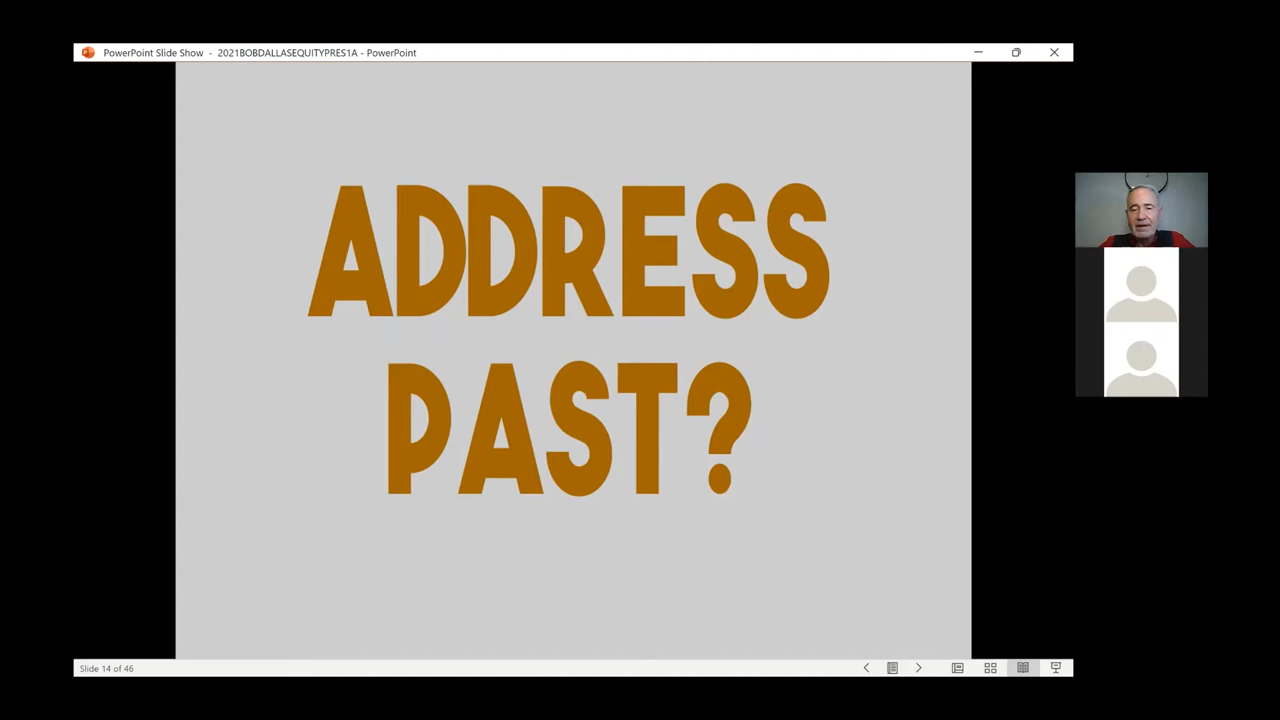 PowerPoint Slide Show - 2021BOBDALLASEQUITYPRES1A - PowerPoint
ADDRESS
PAST?
Slide 14 of 46